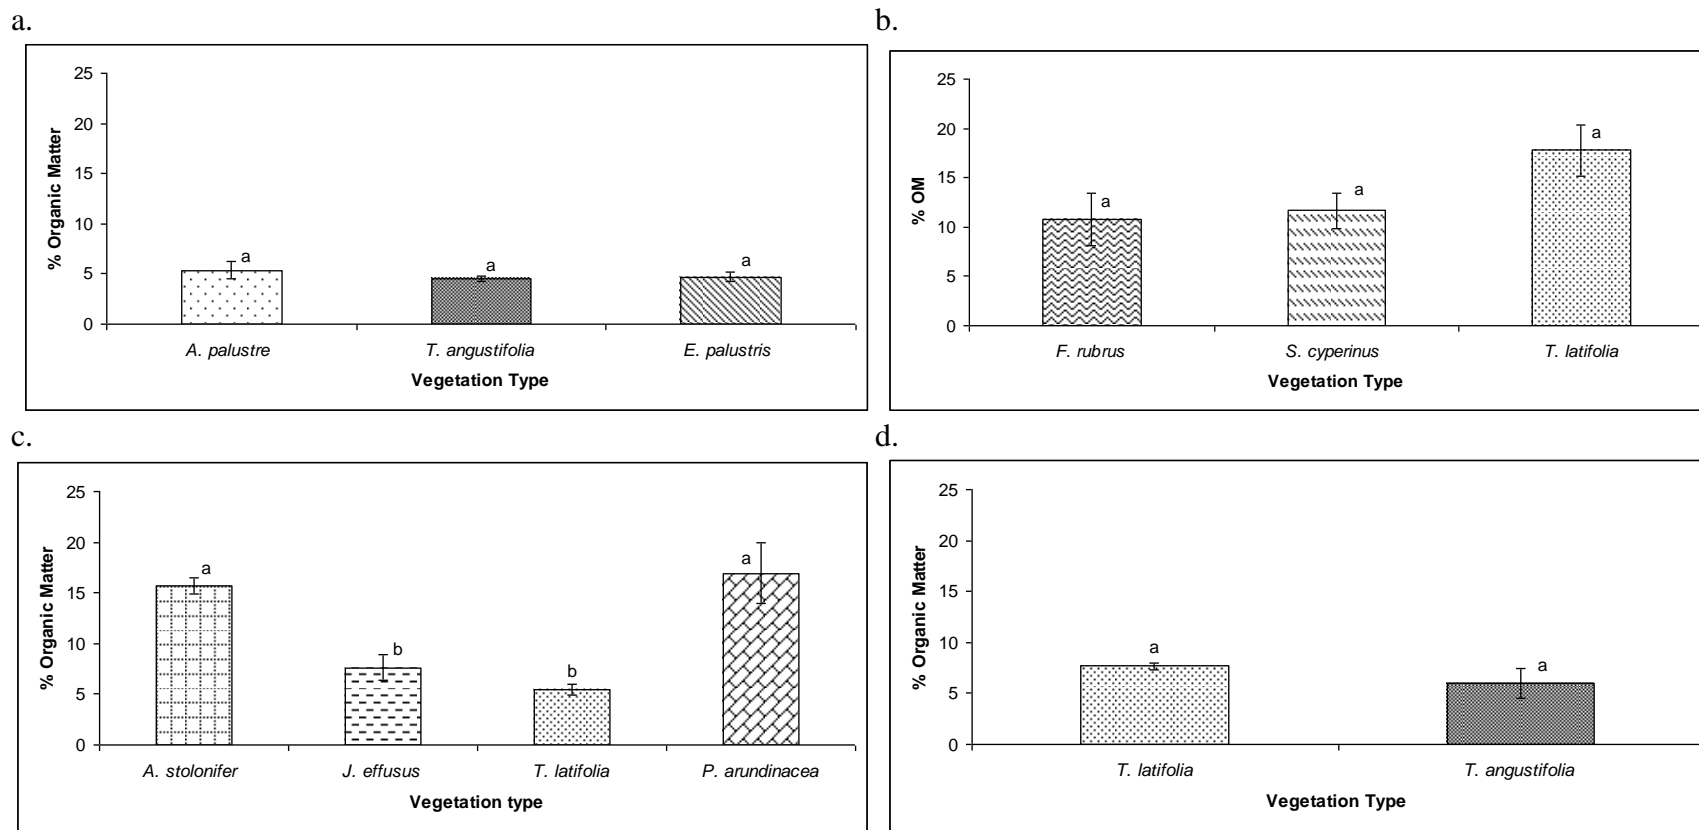 a.
% Organic Matter
25
20
15
10
5
0
a
a
a
A. palustre T. angustifolia E. palustris
Vegetation Type
b.
% OM
25
20
15
10
5
0
a
a
a
F. rubrus S. cyperinus T. latifolia
Vegetation Type
c.
% Organic Matter
25
20
15
10
5
0
a
b
b
a
A. stolonifer J. effusus T. latifolia P. arundinacea
Vegetation type
d.
% Organic Matter
25
20
15
10
5
0
a
a
T. latifolia T. angustifolia
Vegetation Type